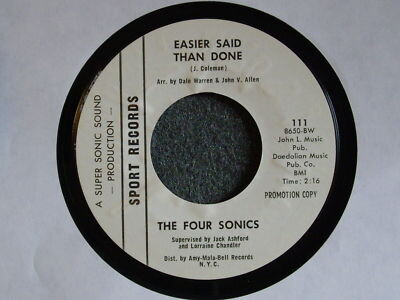 EASIER SAID
THAN DONE
(J. Coleman)
Arr. by Dale Warren & John V. Allen
A SUPER SONIC SOUND
— PRODUCTION —
SPORT RECORDS
111
8650-BW
John L. Music
Pub.
Daedalian Music
Pub. Co.
BMI
Time: 2:16
PROMOTION COPY
THE FOUR SONICS
Supervised by Jack Ashford
and Lorraine Chandler
Dist. by Amy-Mala-Bell Records
N.Y.C.